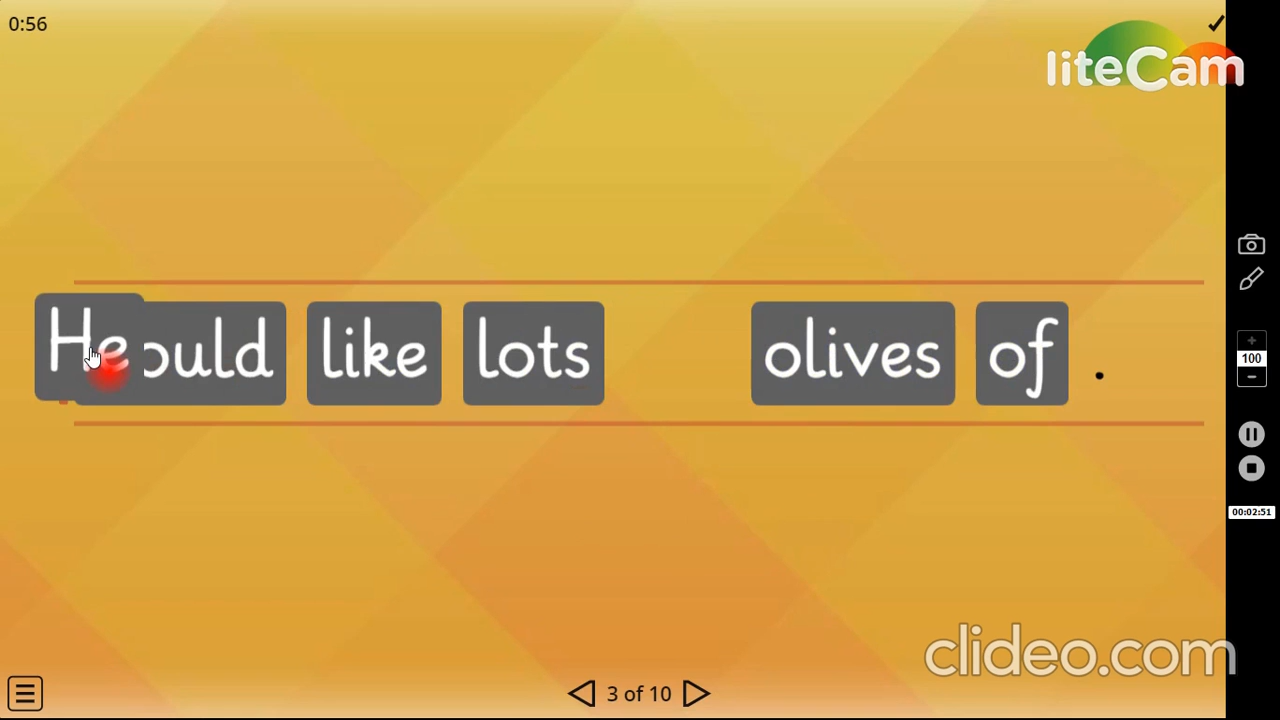 0:56
liteCam
He ould like lots olives of .
100
00:02:51
clideo.com
3 of 10